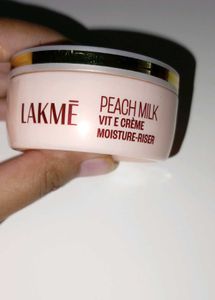 LAKMĒ
PEACH MILK
VIT E CRÈME
MOISTURE-RISER